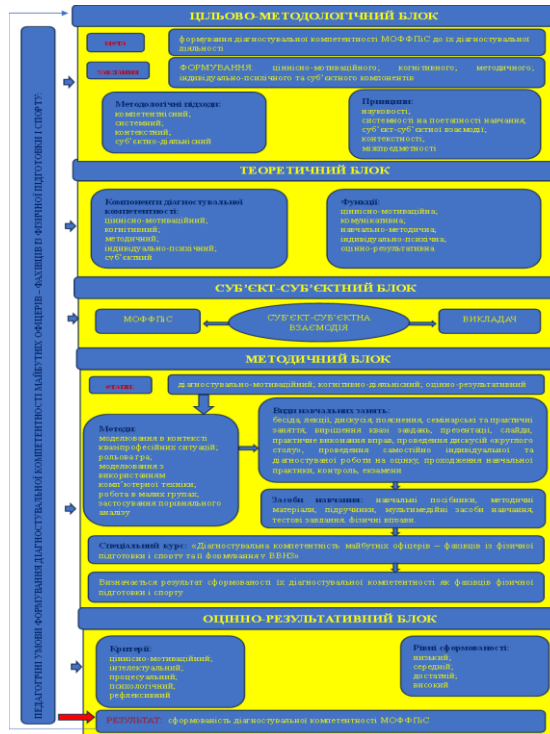 ПЕДАГОГІЧНІ УМОВИ ФОРМУВАННЯ ДІАГНОСТУВАЛЬНОЇ КОМПЕТЕНТНОСТІ МАЙБУТНІХ ОФІЦЕРІВ – ФАХІВЦІВ В ФІЗИЧНІЙ ПІДГОТОВКИ І СПОРТУ:
ЦІЛЬОВО-МЕТОДОЛОГІЧНИЙ БЛОК
МЕТА
формування діагностувальної компетентності МОФФПіС до їх діагностувальної
діяльності
ЗАВДАННЯ
ФОРМУВАННЯ: ціннісно-мотиваційного, когнітивного, методичного,
індивідуально-психічного та суб’єктного компонентів
Методологічні підходи:
компетентнісний;
системний;
контекстний;
суб’єктно-діяльнісний
Принципи:
науковості,
системності на поетапності навчання;
суб’єкт-суб’єктної взаємодії;
контекстності,
міжпредметності
ТЕОРЕТИЧНИЙ БЛОК
Компоненти діагностувальної
компетентності:
ціннісно-мотиваційний,
когнітивний,
методичний,
індивідуально-психічний,
суб’єктний
Функції:
ціннісно-мотиваційна,
комунікативна,
навчально-методична,
індивідуально-психічна,
оцінно-результативна
СУБ’ЄКТ-СУБ’ЄКТНИЙ БЛОК
МОФФПіС
СУБ’ЄКТ-СУБ’ЄКТНА
ВЗАЄМОДІЯ
ВИКЛАДАЧ
МЕТОДИЧНИЙ БЛОК
ЕТАПИ:
діагностувально-мотиваційний, когнітивно-діяльнісний, оцінно-результативний
Методи:
моделювання в контексті
квазіпрофесійних ситуацій;
рольова гра;
моделювання з
використанням
комп’ютерної техніки,
робота в малих групах,
застосування порівняльного
аналізу
Види навчальних занять:
бесіда, лекції, дискусія, пояснення, семінарські та практичні
заняття, вирішення квазі завдань, презентації, слайди,
практичне виконання вправ, проведення дискусій «круглого
столу», проведення самостійно індивідуальної та
діагностуваної роботи на оцінку, проходження навчальної
практики, контроль, екзамени
Засоби навчання: навчальні посібники, методичні
матеріали, підручники, мультимедійні засоби навчання,
тестові завдання, фізичні вправи.
Спеціальний курс: «Діагностувальна компетентність майбутніх офіцерів – фахівців із фізичної
підготовки і спорту та її формування у ВВНЗ»
Визначається результат сформованості їх діагностувальної компетентності як фахівців фізичної
підготовки і спорту
ОЦІННО-РЕЗУЛЬТАТИВНИЙ БЛОК
Критерії:
ціннісно-мотиваційний,
інтелектуальний,
процесуальний,
психологічний,
рефлексивний
Рівні сформованості:
низький,
середній;
достатній;
високий
РЕЗУЛЬТАТ: сформованість діагностувальної компетентності МОФФПіС